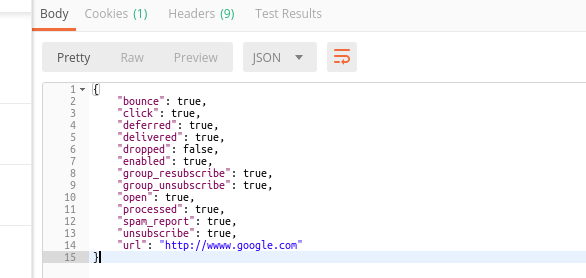 Body Cookies (1) Headers (9) Test Results
Pretty Raw Preview JSON
1 {
2 "bounce": true,
3 "click": true,
4 "deferred": true,
5 "delivered": true,
6 "dropped": false,
7 "enabled": true,
8 "group_resubscribe": true,
9 "group_unsubscribe": true,
10 "open": true,
11 "processed": true,
12 "spam_report": true,
13 "unsubscribe": true,
14 "url": "http://wwww.google.com"
15 }